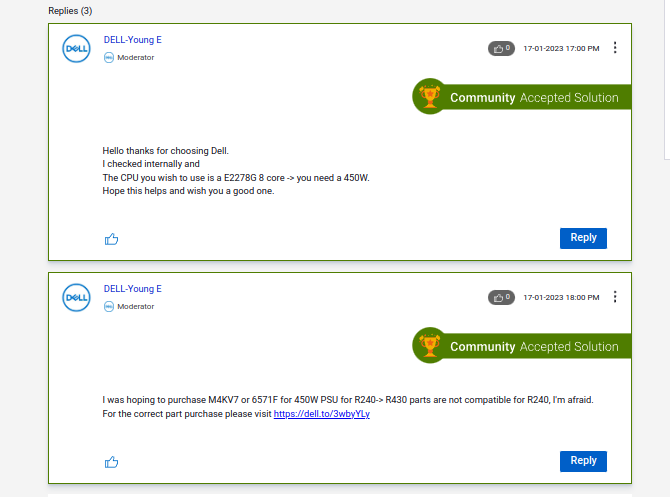 Replies (3)
DELL
DELL-Young E
Moderator
0
17-01-2023 17:00 PM
Community Accepted Solution
Hello thanks for choosing Dell.
I checked internally and
The CPU you wish to use is a E2278G 8 core -> you need a 450W.
Hope this helps and wish you a good one.
Reply
DELL
DELL-Young E
Moderator
0
17-01-2023 18:00 PM
Community Accepted Solution
I was hoping to purchase M4KV7 or 6571F for 450W PSU for R240-> R430 parts are not compatible for R240, I'm afraid.
For the correct part purchase please visit https://dell.to/3wbyYLy
Reply